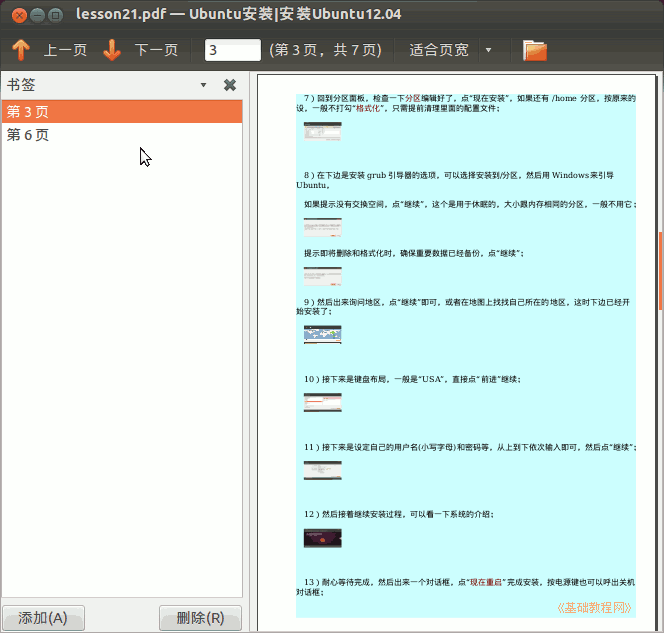 lesson21.pdf — Ubuntu安装|安装Ubuntu12.04
上一页 下一页 3 (第 3 页，共 7 页) 适合页宽
书签
第 3 页
第 6 页
添加(A) 删除(R)
7）回到分区面板，检查一下分区编辑好了，点“现在安装”，如果还有 /home 分区，按原来的
设，一般不打勾“格式化”，只需提前清理里面的配置文件；
8）在下边是安装 grub 引导器的选项，可以选择安装到/分区，然后用 Windows来引导
Ubuntu，
如果提示没有交换空间，点“继续”，这个是用于休眠的，大小跟内存相同的分区，一般不用它；
提示即将删除和格式化时，确保重要数据已经备份，点“继续”；
9）然后出来询问地区，点“继续”即可，或者在地图上找找自己所在的地区，这时下边已经开
始安装了；
10）接下来是键盘布局，一般是“USA”，直接点“前进”继续；
11）接下来是设定自己的用户名(小写字母)和密码等，从上到下依次输入即可，然后点“继续”；
12）然后接着继续安装过程，可以看一下系统的介绍；
13）耐心等待完成，然后出来一个对话框，点“现在重启”完成安装，按电源键也可以呼出关机
对话框；
《基础教程网》